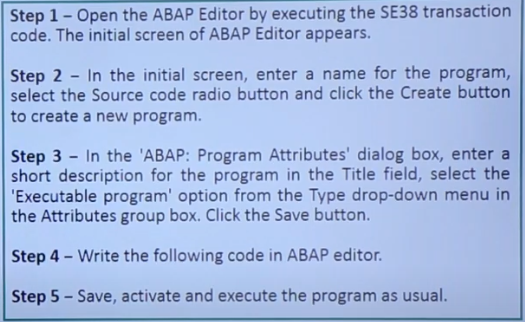 Step 1 – Open the ABAP Editor by executing the SE38 transaction
code. The initial screen of ABAP Editor appears.
Step 2 – In the initial screen, enter a name for the program,
select the Source code radio button and click the Create button
to create a new program.
Step 3 – In the 'ABAP: Program Attributes' dialog box, enter a
short description for the program in the Title field, select the
'Executable program' option from the Type drop-down menu in
the Attributes group box. Click the Save button.
Step 4 – Write the following code in ABAP editor.
Step 5 – Save, activate and execute the program as usual.